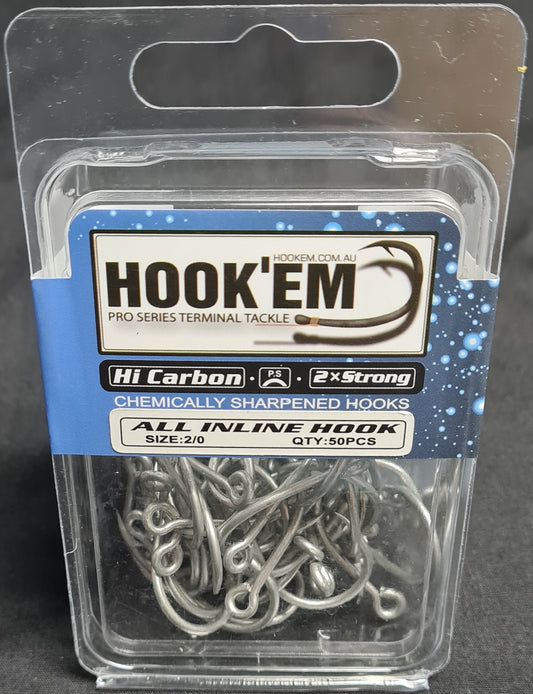 HOOKEM.COM.AU
HOOK'EM
PRO SERIES TERMINAL TACKLE
Hi Carbon · P.S · 2×Strong
CHEMICALLY SHARPENED HOOKS
ALL INLINE HOOK
SIZE:2/0 QTY:50PCS